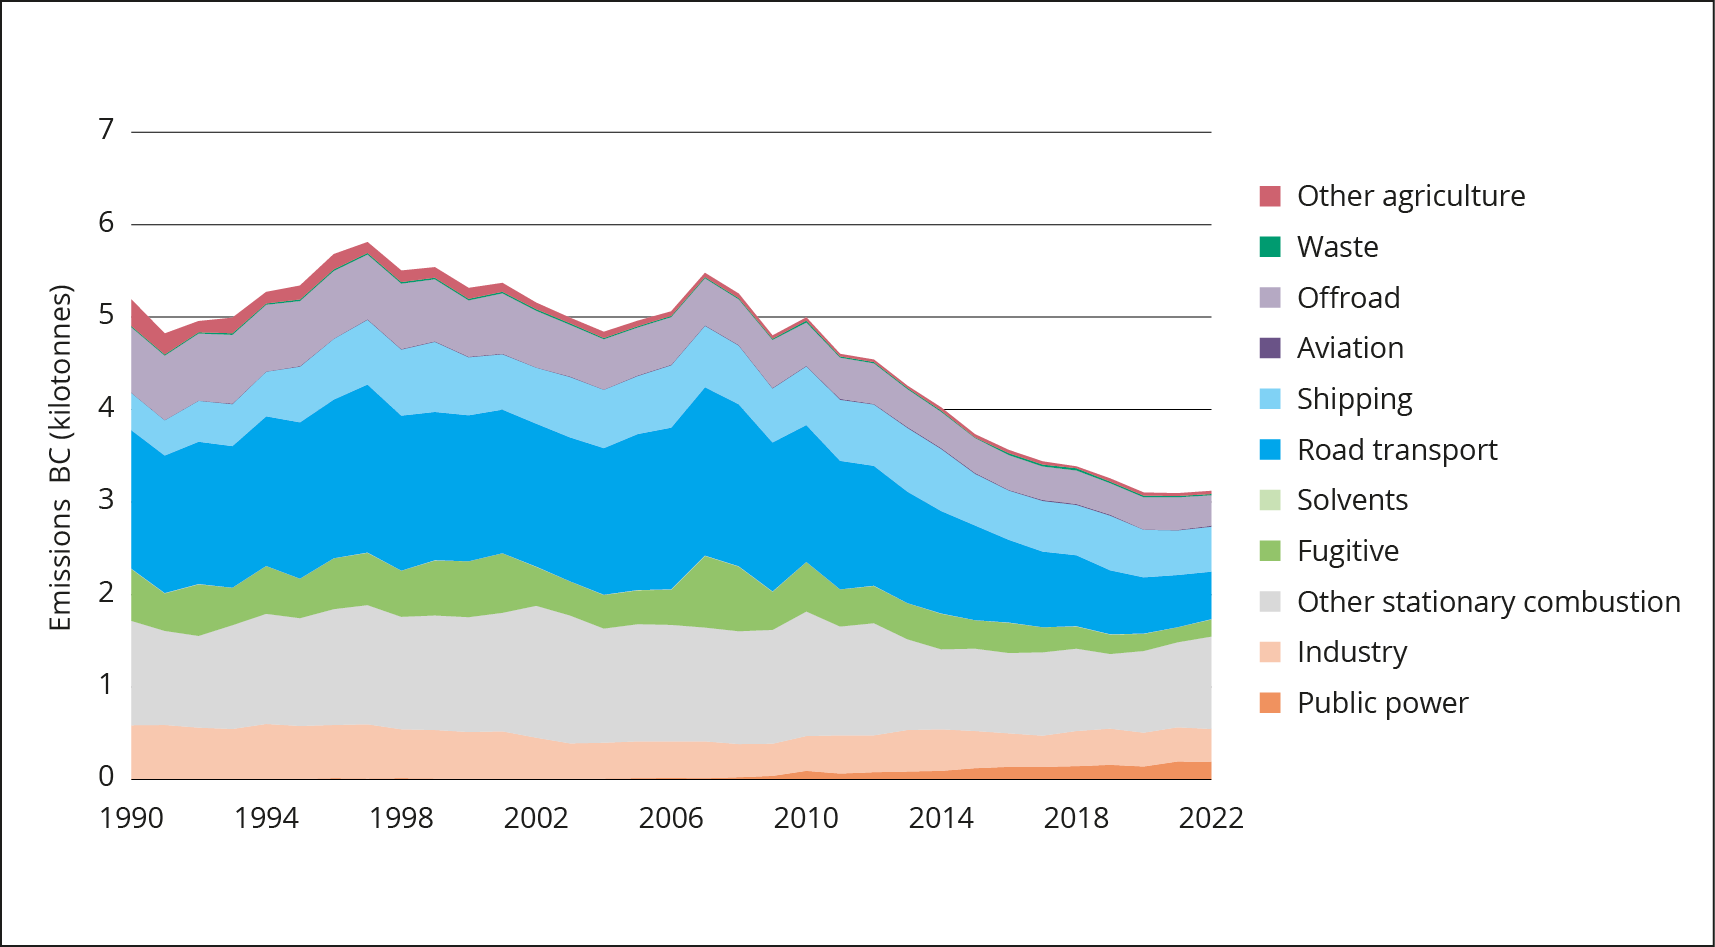 Emissions BC (kilotonnes)
7
6
5
4
3
2
1
0
1990 1994 1998 2002 2006 2010 2014 2018 2022
Other agriculture
Waste
Offroad
Aviation
Shipping
Road transport
Solvents
Fugitive
Other stationary combustion
Industry
Public power